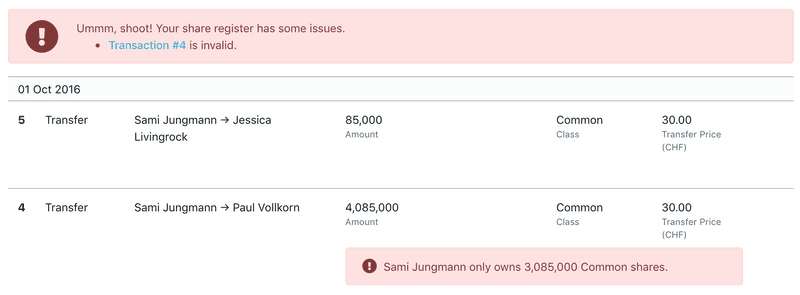 Ummm, shoot! Your share register has some issues.
• Transaction #4 is invalid.
01 Oct 2016
5 Transfer Sami Jungmann → Jessica Livingrock 85,000 Amount Common Class 30.00 Transfer Price (CHF)
4 Transfer Sami Jungmann → Paul Vollkorn 4,085,000 Amount Common Class 30.00 Transfer Price (CHF)
Sami Jungmann only owns 3,085,000 Common shares.